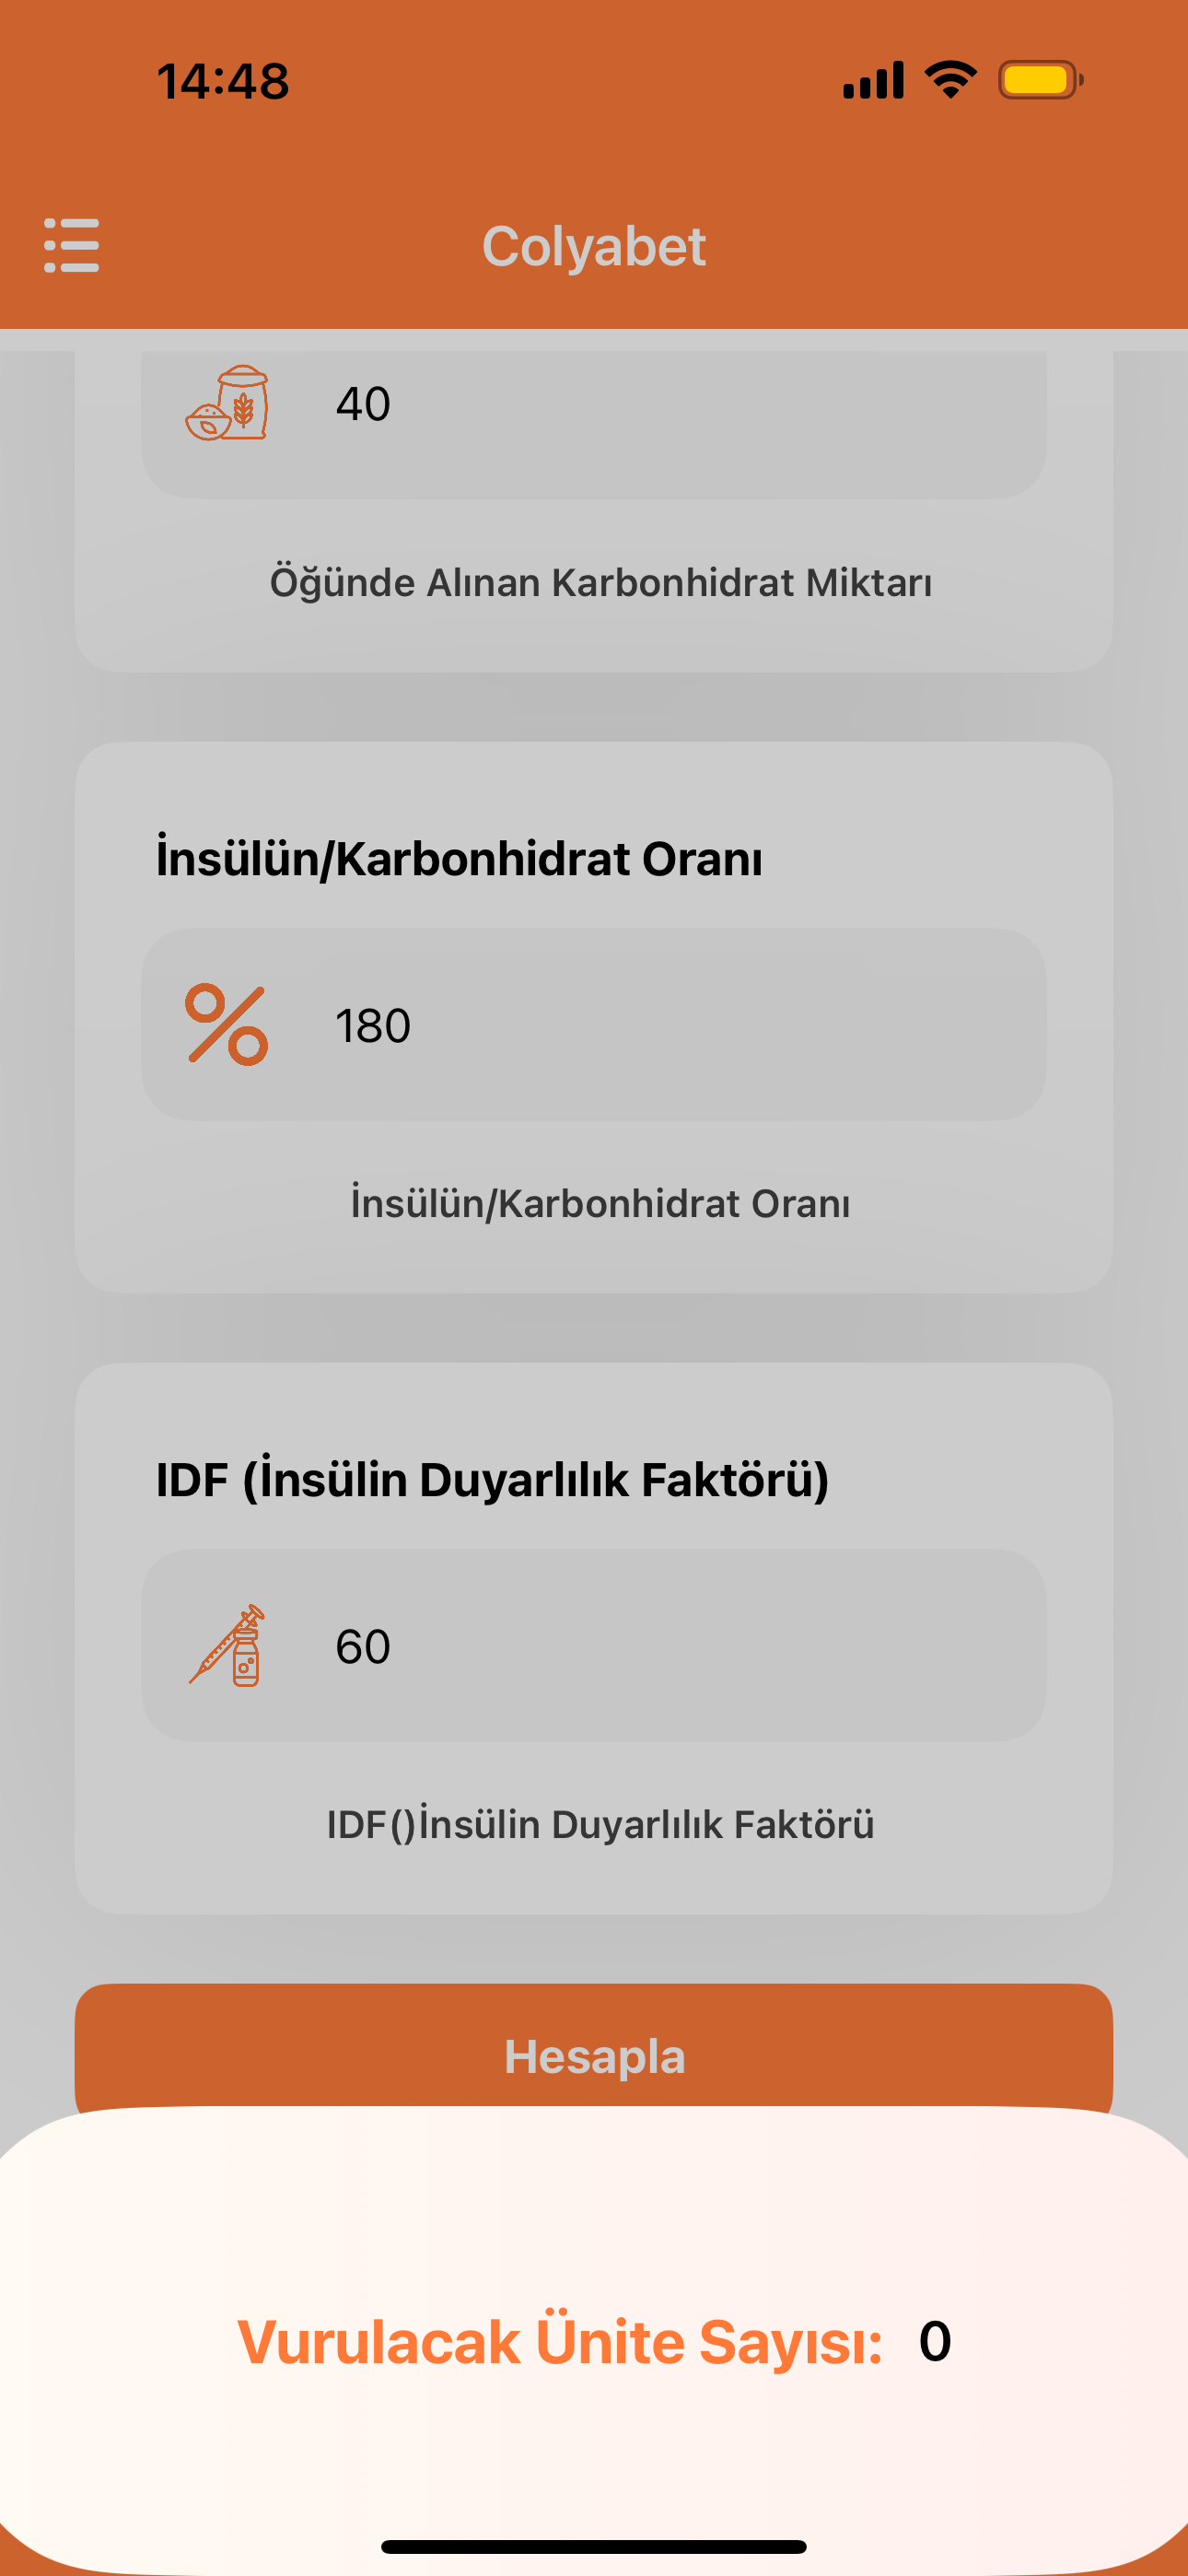 14:48
Colyabet
40
Öğünde Alınan Karbonhidrat Miktarı
İnsülün/Karbonhidrat Oranı
180
İnsülün/Karbonhidrat Oranı
IDF (İnsülin Duyarlılık Faktörü)
60
IDF()İnsülin Duyarlılık Faktörü
Hesapla
Vurulacak Ünite Sayısı: 0